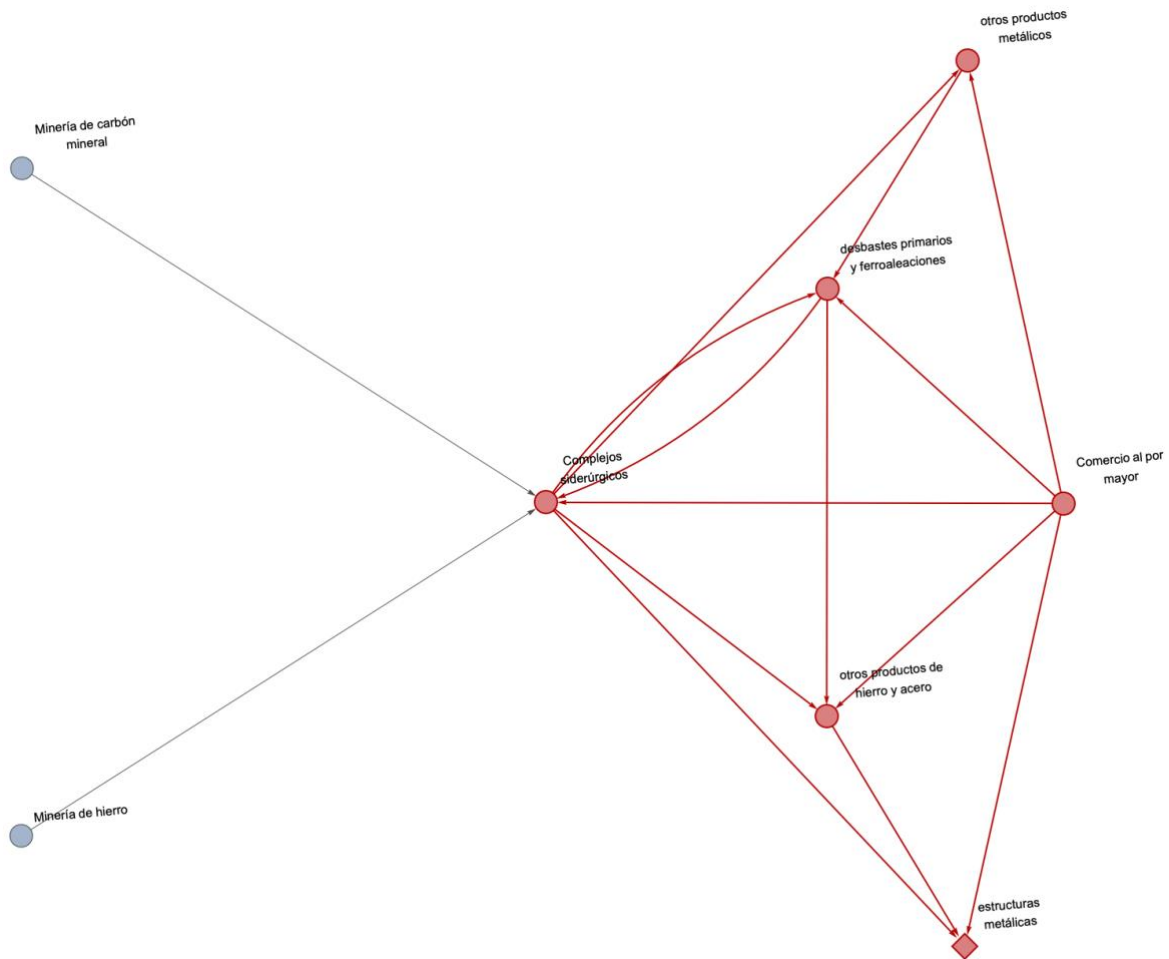 otros productos
metálicos
Minería de carbón
mineral
desbastes primarios
y ferroaleaciones
Complejos
siderúrgicos
Comercio al por
mayor
otros productos de
hierro y acero
Minería de hierro
estructuras
metálicas